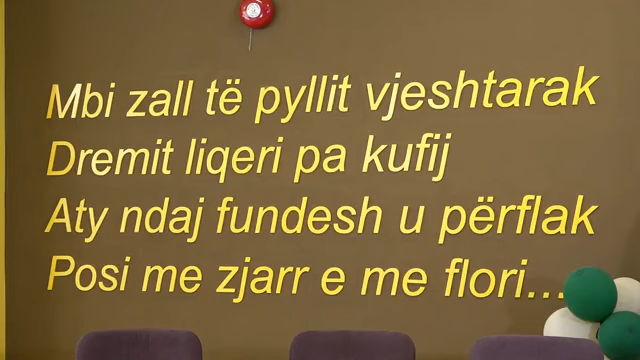 Mbi zall të pyllit vjeshtarak
Dremit liqeri pa kufij
Aty ndaj fundesh u përflak
Posi me zjarr e me flori...